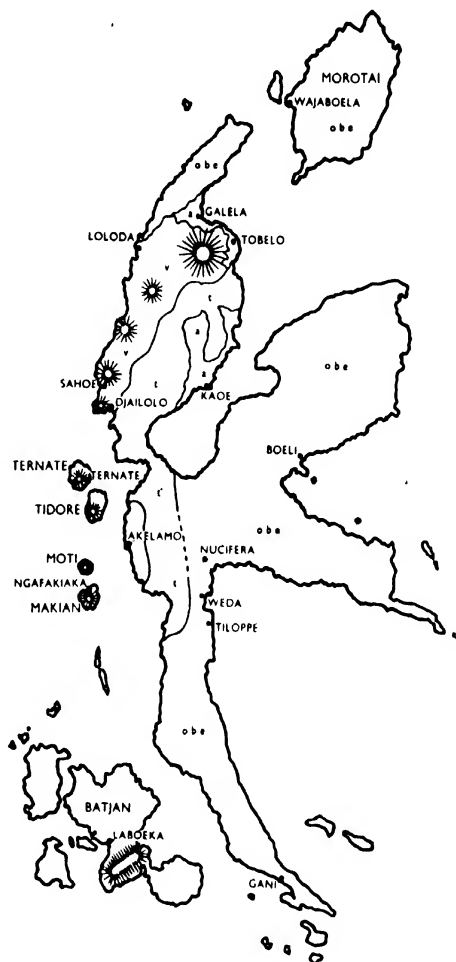 MOROTAI
WAJABOELA
obe
obe
a
GALELA
LOLODA
TOBELO
v
t
a
v
obe
SAHOE
t
a
DJAILOLO
KAOE
BOELI
TERNATE
TERNATE
t
TIDORE
obe
AKELAMO
NUCIFERA
MOTI
NGAFAKIAKA
t
MAKIAN
WEDA
TILOPPE
obe
BATJAN
LABOEKA
GANI